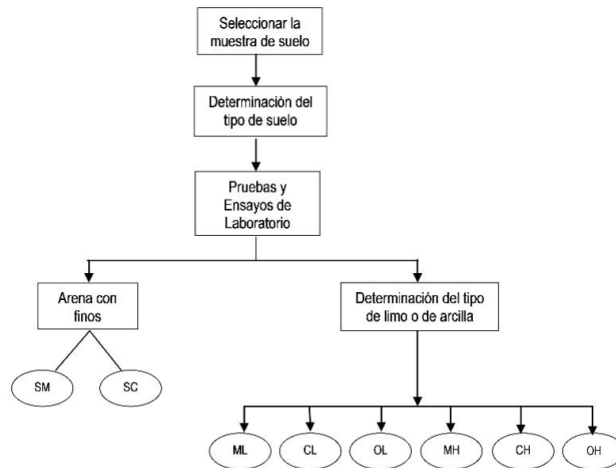 Seleccionar la
muestra de suelo
Determinación del
tipo de suelo
Pruebas y
Ensayos de
Laboratorio
Arena con
finos
Determinación del tipo
de limo o de arcilla
SM
SC
ML
CL
OL
MH
CH
OH